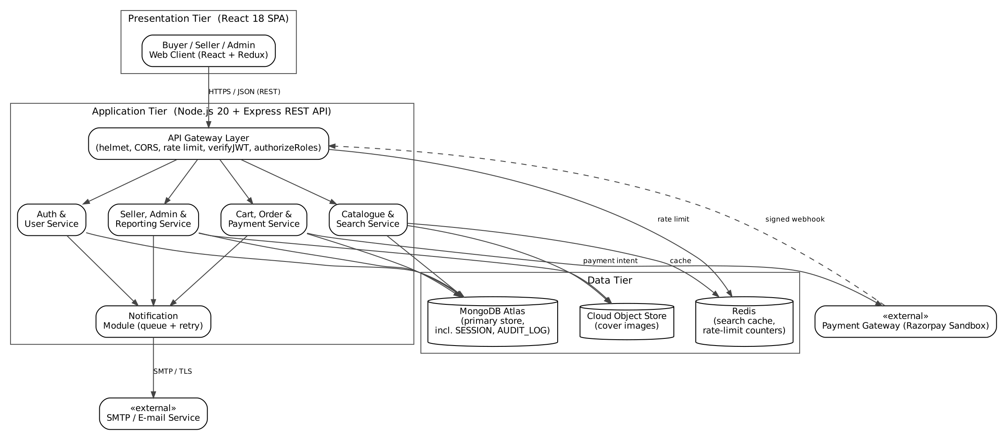 Presentation Tier  (React 18 SPA)
Buyer / Seller / Admin
Web Client (React + Redux)
HTTPS / JSON (REST)
Application Tier  (Node.js 20 + Express REST API)
API Gateway Layer
(helmet, CORS, rate limit, verifyJWT, authorizeRoles)
Auth &
User Service
Seller, Admin &
Reporting Service
Cart, Order &
Payment Service
Catalogue &
Search Service
rate limit
signed webhook
payment intent
cache
Data Tier
Notification
Module (queue + retry)
MongoDB Atlas
(primary store,
incl. SESSION, AUDIT_LOG)
Cloud Object Store
(cover images)
Redis
(search cache,
rate-limit counters)
«external»
Payment Gateway (Razorpay Sandbox)
SMTP / TLS
«external»
SMTP / E-mail Service